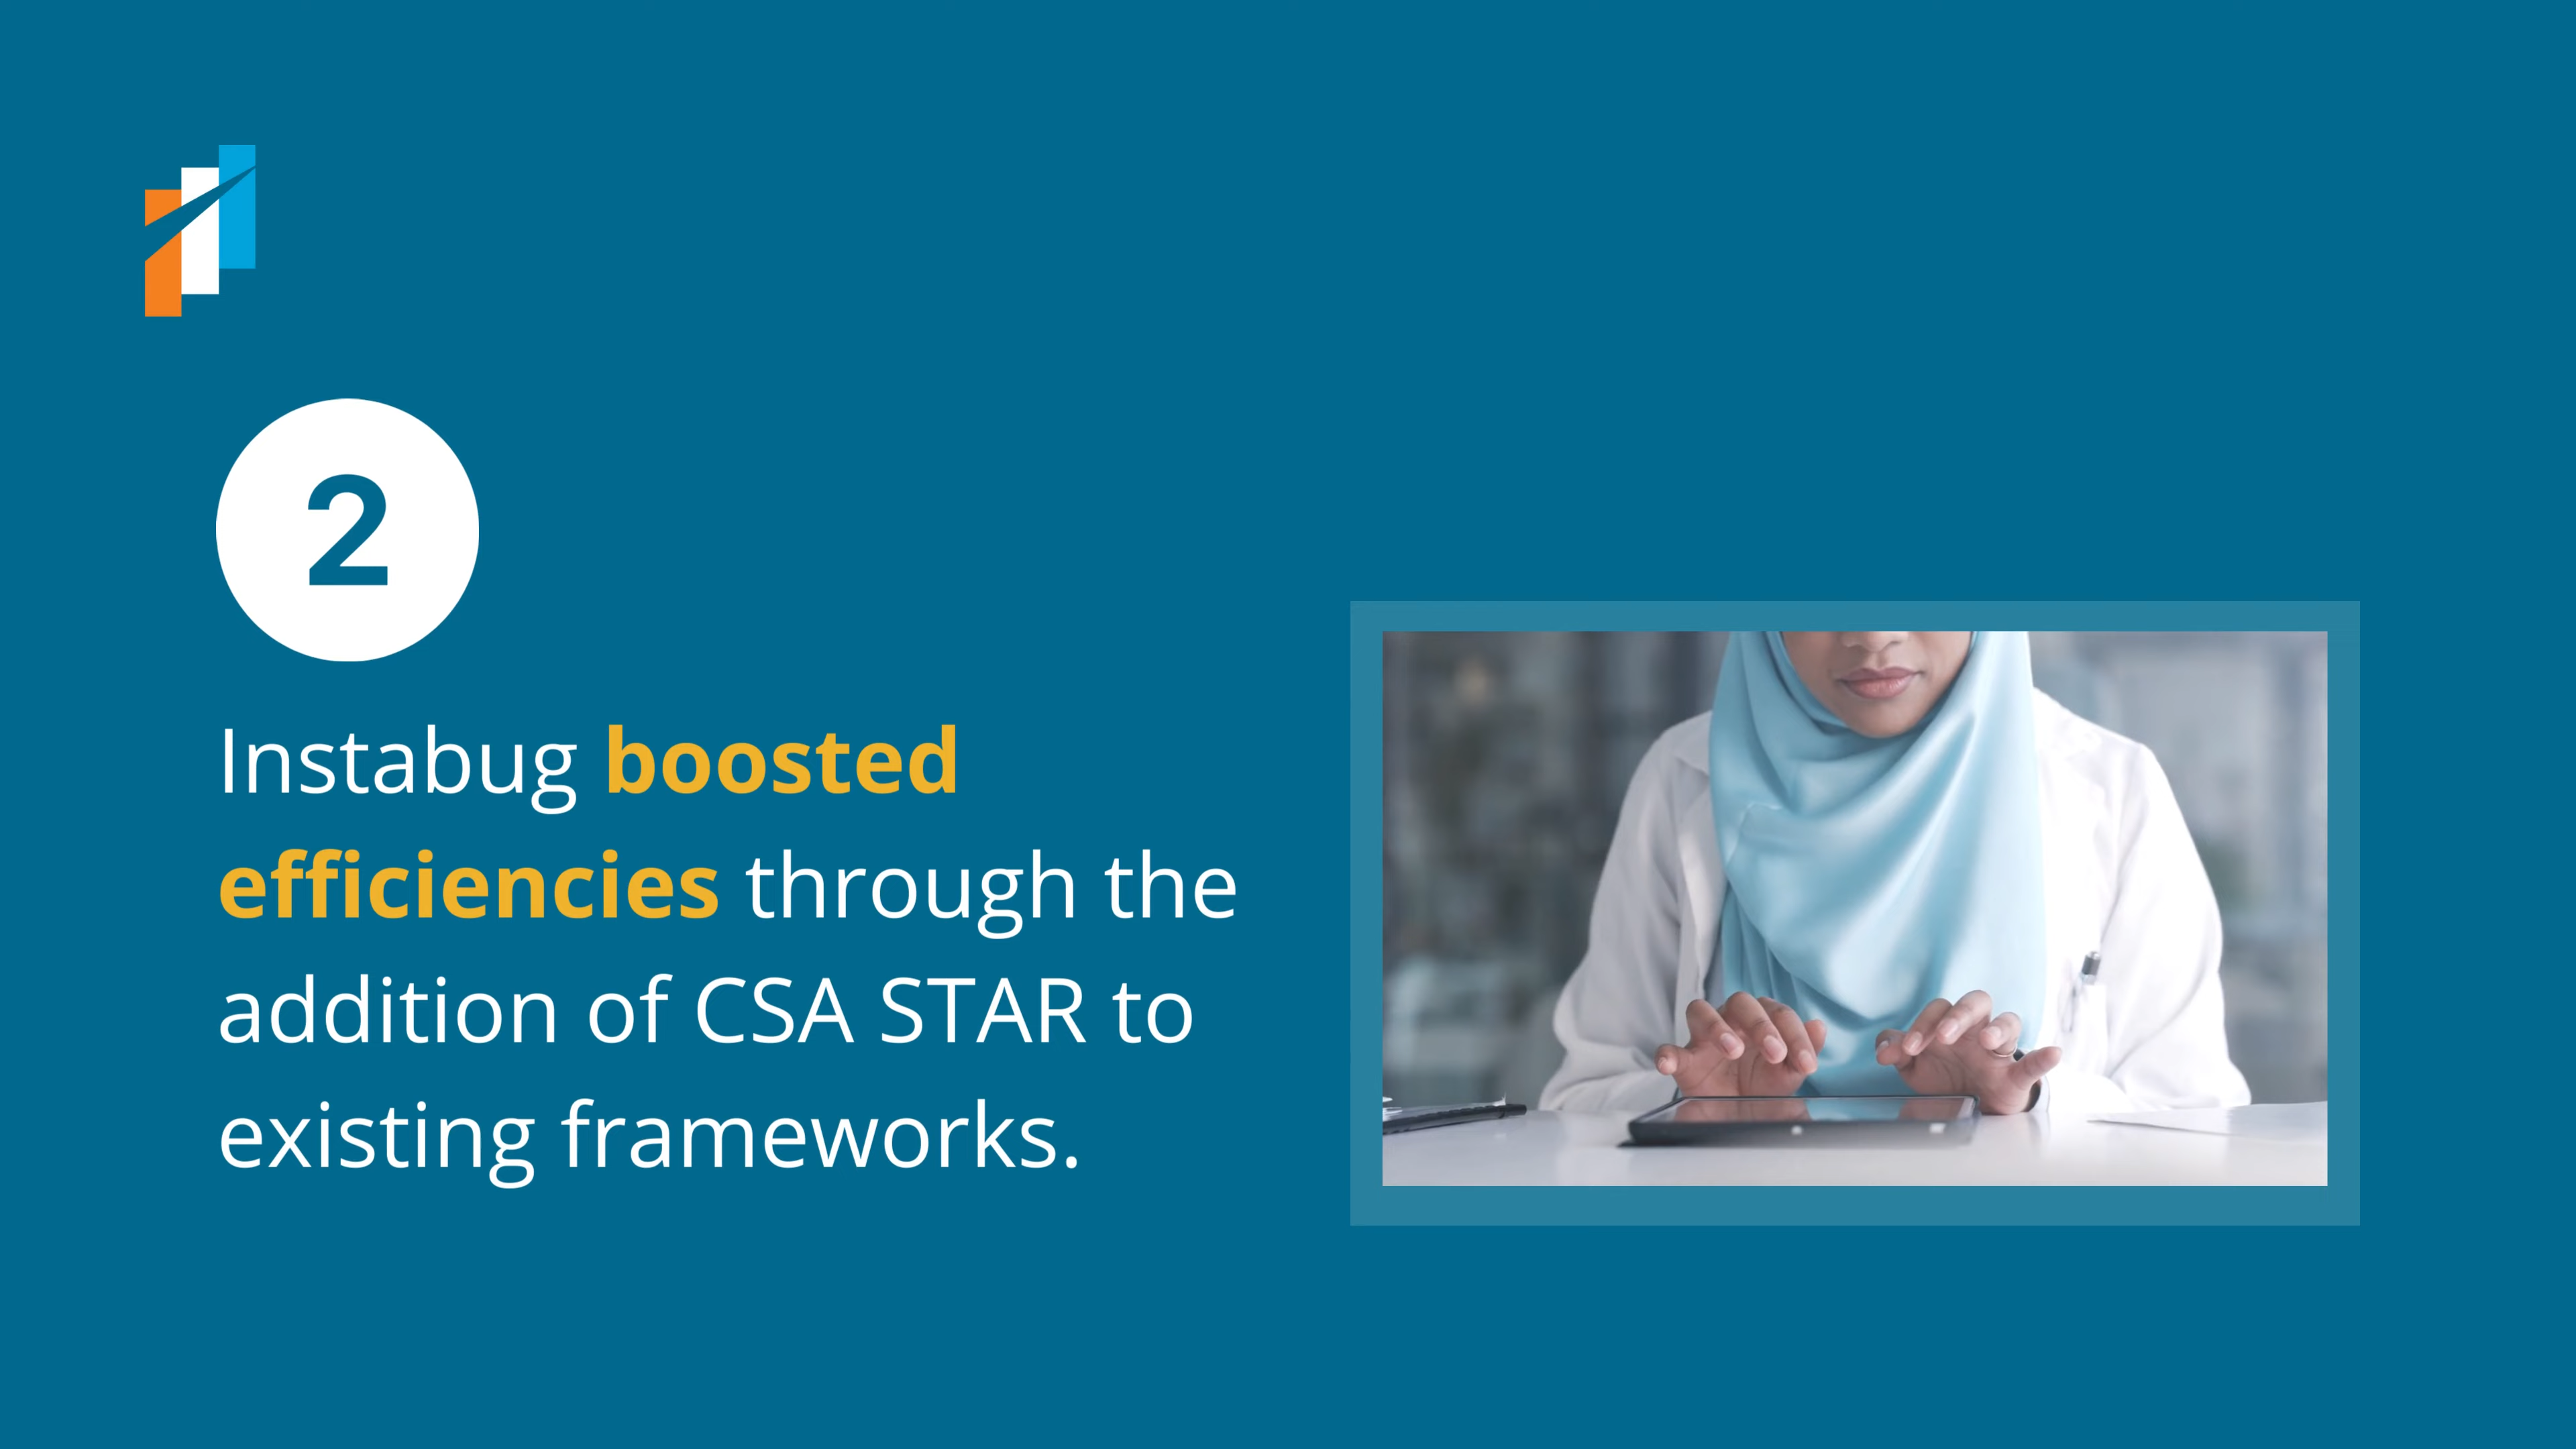 2
Instabug boosted
efficiencies through the
addition of CSA STAR to
existing frameworks.